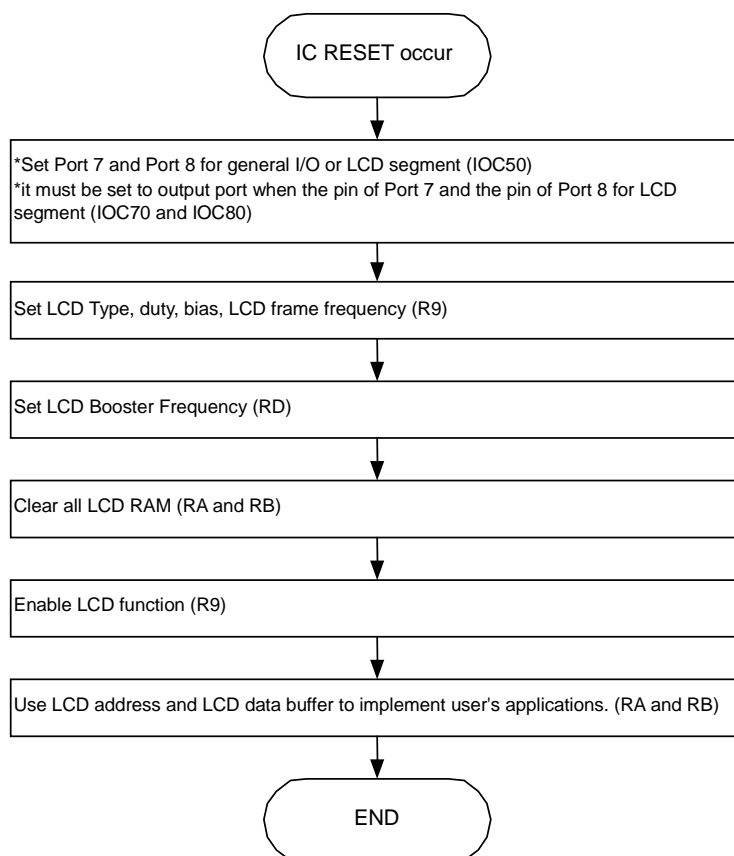 IC RESET occur
*Set Port 7 and Port 8 for general I/O or LCD segment (IOC50)
*it must be set to output port when the pin of Port 7 and the pin of Port 8 for LCD
segment (IOC70 and IOC80)
Set LCD Type, duty, bias, LCD frame frequency (R9)
Set LCD Booster Frequency (RD)
Clear all LCD RAM (RA and RB)
Enable LCD function (R9)
Use LCD address and LCD data buffer to implement user's applications. (RA and RB)
END